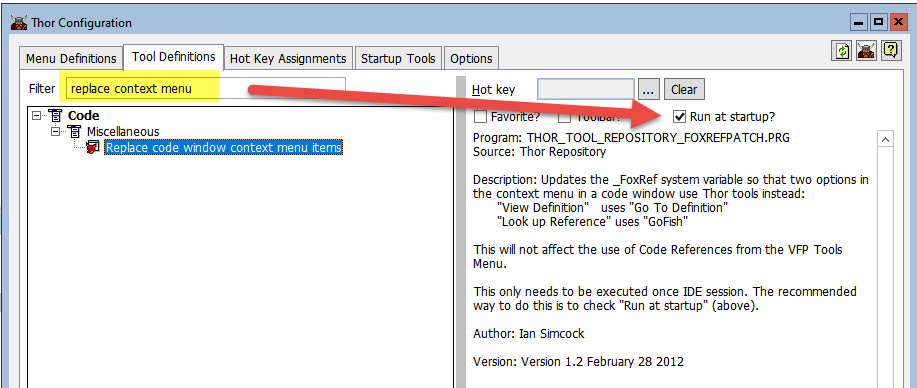 Thor Configuration
Menu Definitions Tool Definitions Hot Key Assignments Startup Tools Options
Filter replace context menu
Hot key ... Clear
Favorite? Toolbar? Run at startup?
Code
Miscellaneous
Replace code window context menu items
Program: THOR_TOOL_REPOSITORY_FOXREFPATCH.PRG
Source: Thor Repository
Description: Updates the _FoxRef system variable so that two options in
the context menu in a code window use Thor tools instead:
"View Definition" uses "Go To Definition"
"Look up Reference" uses "GoFish"
This will not affect the use of Code References from the VFP Tools
Menu.
This only needs to be executed once IDE session. The recommended
way to do this is to check "Run at startup" (above).
Author: Ian Simcock
Version: Version 1.2 February 28 2012